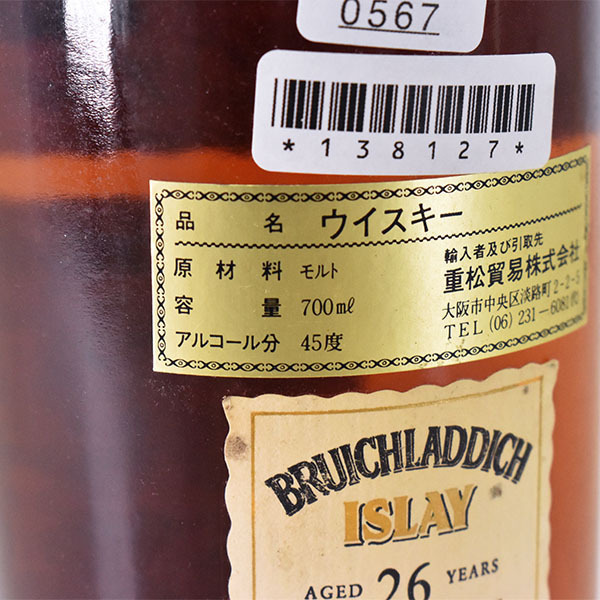 0567
*138127*
品名 ウイスキー
原材料 モルト
容量 700ml
アルコール分 45度
輸入者及び引取先
重松貿易株式会社
大阪市中央区淡路町2-2-5
TEL (06) 231-6081(代)
BRUICHLADDICH
ISLAY
AGED 26 YEARS